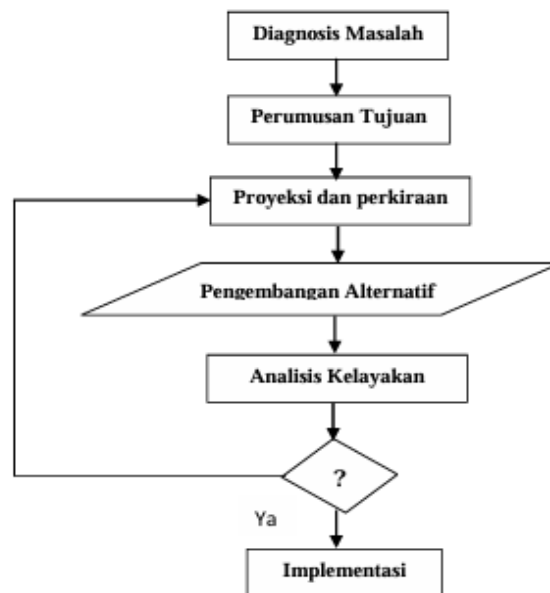 Diagnosis Masalah
Perumusan Tujuan
Proyeksi dan perkiraan
Pengembangan Alternatif
Analisis Kelayakan
?
Ya
Implementasi